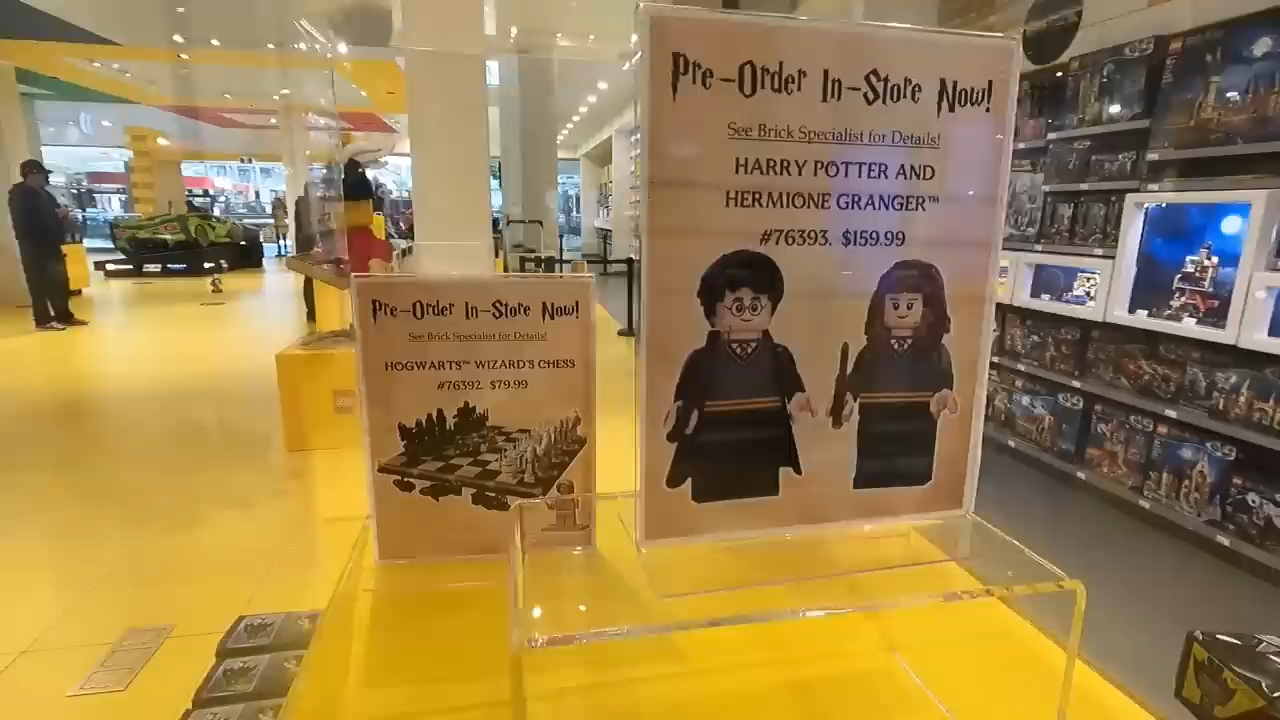 Pre-Order In-Store Now!
See Brick Specialist for Details!
HARRY POTTER AND
HERMIONE GRANGER™
#76393. $159.99
Pre-Order In-Store Now!
See Brick Specialist for Details!
HOGWARTS™ WIZARD'S CHESS
#76392. $79.99